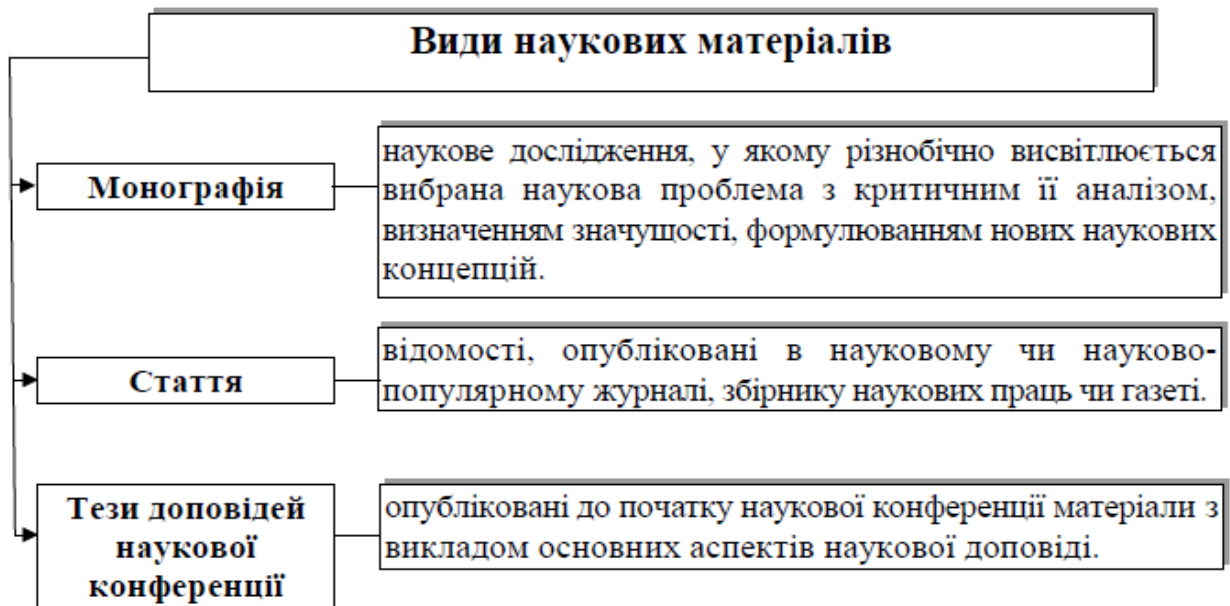 Види наукових матеріалів
Монографія
наукове дослідження, у якому різнобічно висвітлюється
вибрана наукова проблема з критичним її аналізом,
визначенням значущості, формулюванням нових наукових
концепцій.
Стаття
відомості, опубліковані в науковому чи науково-
популярному журналі, збірнику наукових праць чи газеті.
Тези доповідей
наукової
конференції
опубліковані до початку наукової конференції матеріали з
викладом основних аспектів наукової доповіді.